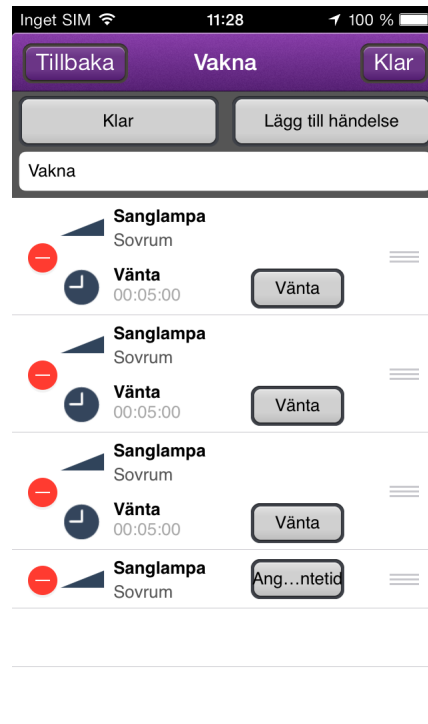 Inget SIM 11:28 100 %
Tillbaka Vakna Klar
Klar Lägg till händelse
Vakna
Sanglampa
Sovrum
Vänta
00:05:00 Vänta
Sanglampa
Sovrum
Vänta
00:05:00 Vänta
Sanglampa
Sovrum
Vänta
00:05:00 Vänta
Sanglampa
Sovrum Ang…ntetid